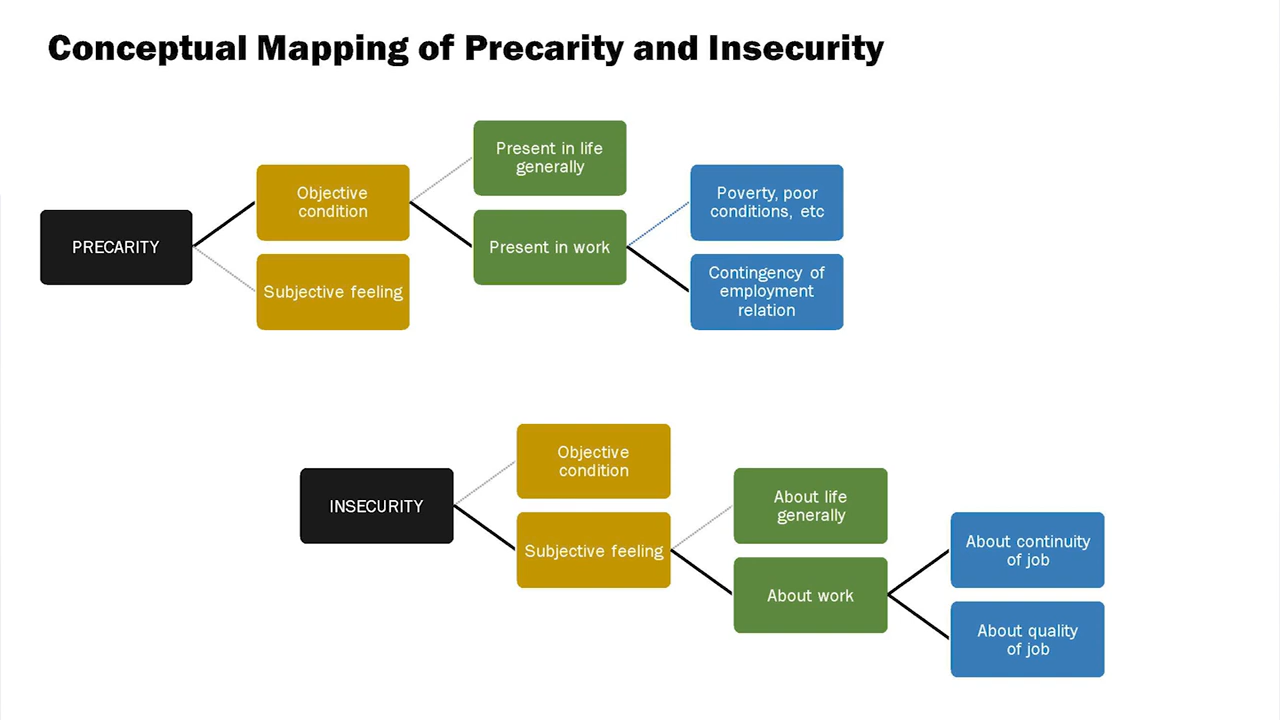 Conceptual Mapping of Precarity and Insecurity
Present in life
generally
Objective
condition
Poverty, poor
conditions, etc
PRECARITY
Present in work
Subjective feeling
Contingency of
employment
relation
Objective
condition
INSECURITY
About life
generally
Subjective feeling
About continuity
of job
About work
About quality
of job